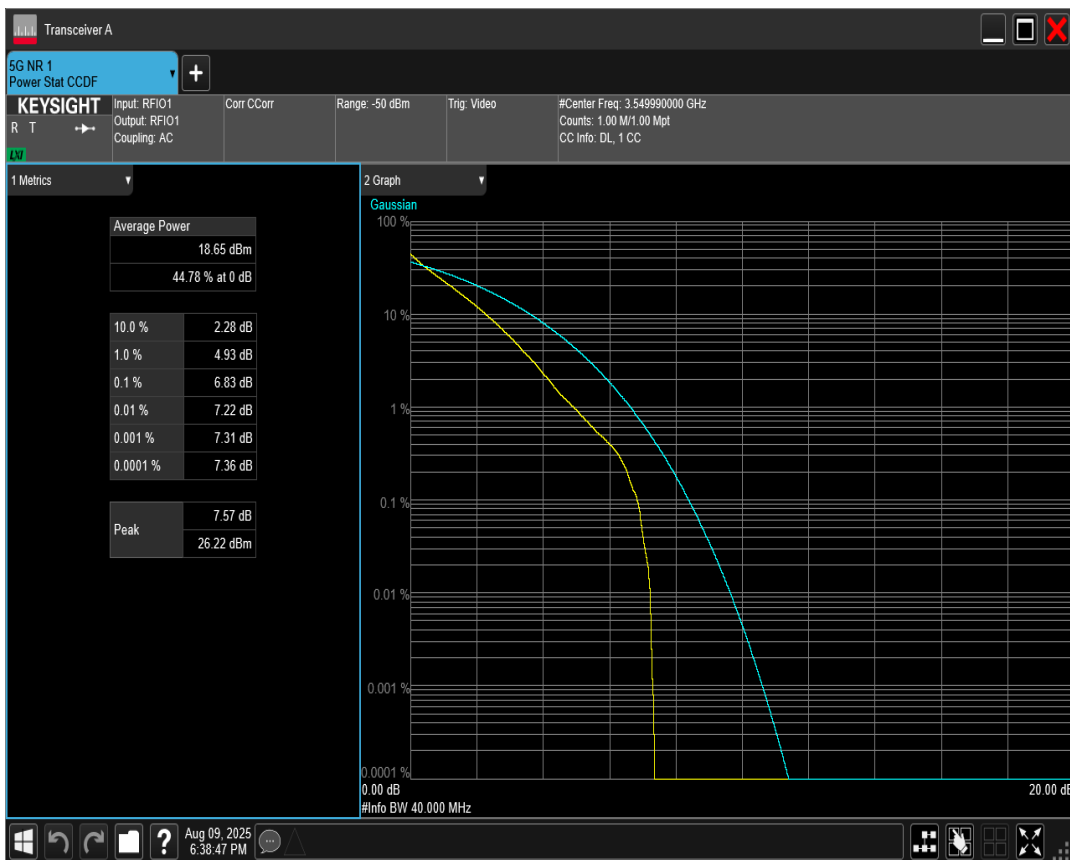 Transceiver A
5G NR 1
Power Stat CCDF
KEYSIGHT
R T
LXI
Input: RFIO1
Output: RFIO1
Coupling: AC
Corr CCorr
Range: -50 dBm
Trig: Video
#Center Freq: 3.549990000 GHz
Counts: 1.00 M/1.00 Mpt
CC Info: DL, 1 CC
1 Metrics
Average Power
18.65 dBm
44.78 % at 0 dB
10.0 % 2.28 dB
1.0 % 4.93 dB
0.1 % 6.83 dB
0.01 % 7.22 dB
0.001 % 7.31 dB
0.0001 % 7.36 dB
Peak
7.57 dB
26.22 dBm
2 Graph
Gaussian
100 %
10 %
1 %
0.1 %
0.01 %
0.001 %
0.0001 %
0.00 dB
20.00 dB
#Info BW 40.000 MHz
?
Aug 09, 2025
6:38:47 PM